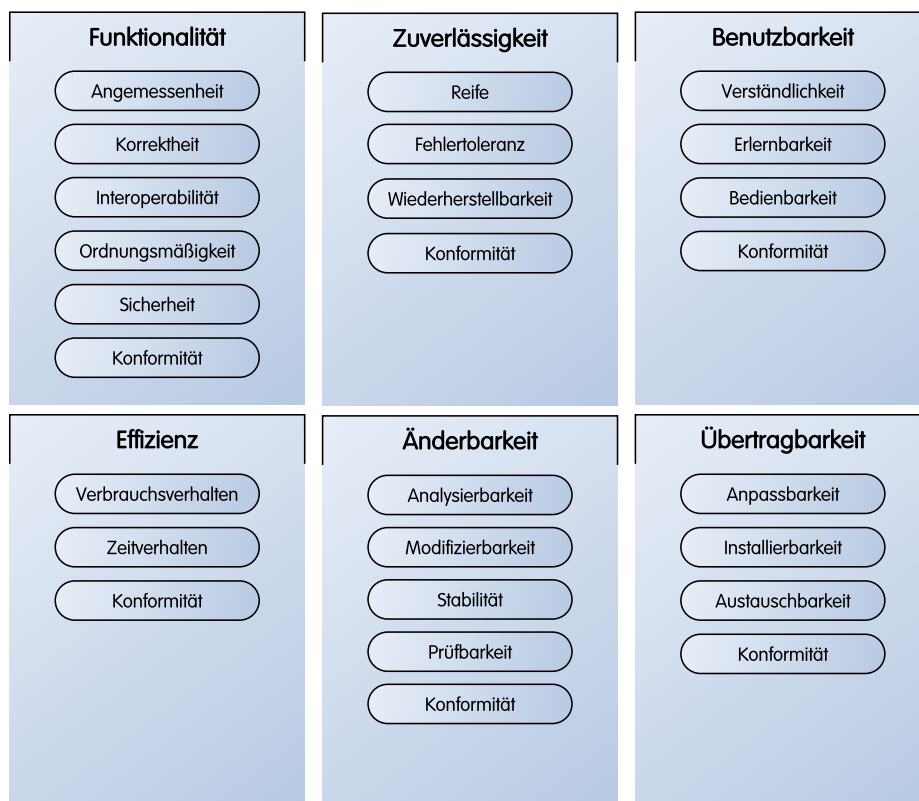 Funktionalität
Angemessenheit
Korrektheit
Interoperabilität
Ordnungsmäßigkeit
Sicherheit
Konformität
Zuverlässigkeit
Reife
Fehlertoleranz
Wiederherstellbarkeit
Konformität
Benutzbarkeit
Verständlichkeit
Erlernbarkeit
Bedienbarkeit
Konformität
Effizienz
Verbrauchsverhalten
Zeitverhalten
Konformität
Änderbarkeit
Analysierbarkeit
Modifizierbarkeit
Stabilität
Prüfbarkeit
Konformität
Übertragbarkeit
Anpassbarkeit
Installierbarkeit
Austauschbarkeit
Konformität